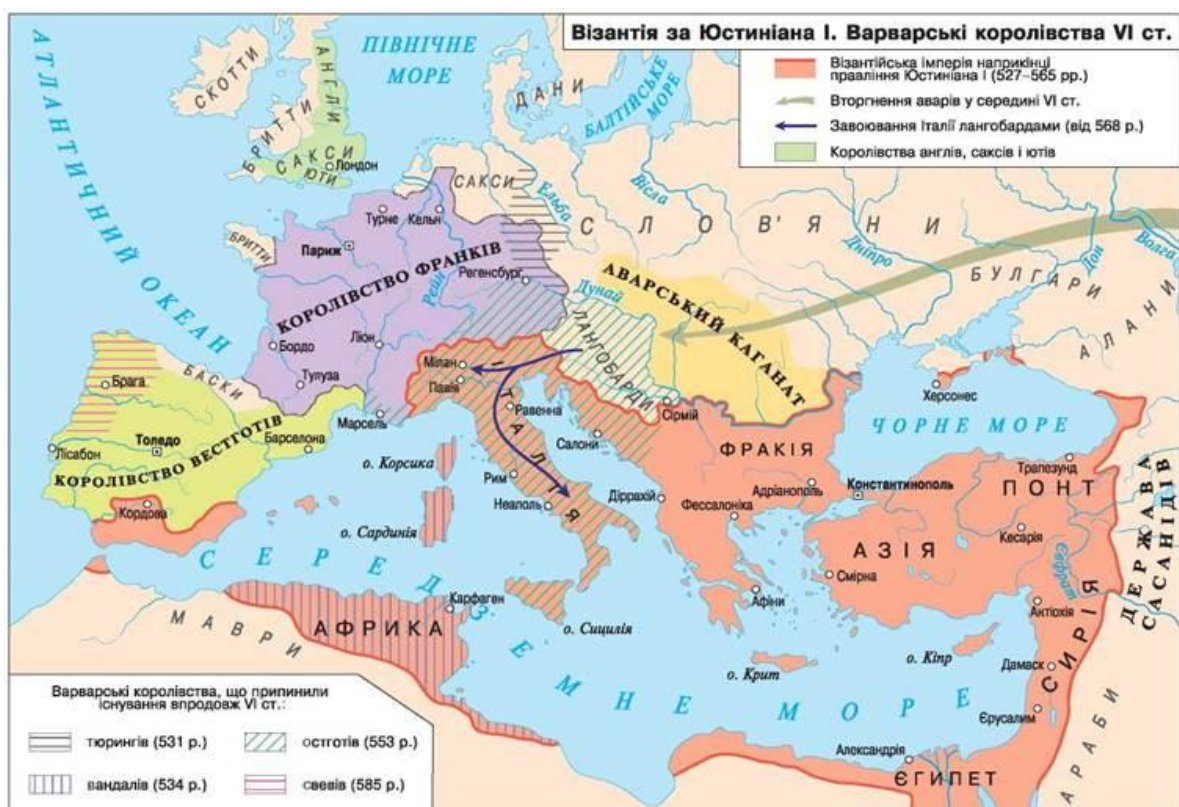 Візантія за Юстиніана І. Варварські королівства VI ст.
Візантійська імперія наприкінці
правління Юстиніана І (527–565 рр.)
Вторгнення аварів у середині VI ст.
Завоювання Італії лангобардами (від 568 р.)
Королівства англів, саксів і ютів
АТЛАНТИЧНИЙ ОКЕАН
ПІВНІЧНЕ
МОРЕ
БАЛТІЙСЬКЕ МОРЕ
СКОТТИ
БРИТТИ
АНГЛИ
САКСИ
ЮТИ
Лондон
ДАНИ
САКСИ
Ельба
Вісла
СЛОВ'ЯНИ
Дніпро
Дон
Волга
БУЛГАРИ
АЛАНИ
БРИТТИ
Турне
Кельн
Париж
КОРОЛІВСТВО ФРАНКІВ
Рейн
Регенсбург
Дунай
АВАРСЬКИЙ КАГАНАТ
ЛАНГОБАРДИ
Бордо
Ліон
Тулуза
Мілан
Павія
Марсель
Равенна
ІТАЛІЯ
Сірмій
Салони
Херсонес
ЧОРНЕ МОРЕ
БАСКИ
Брага
Толедо
Барселона
Лісабон
КОРОЛІВСТВО ВЕСТГОТІВ
Кордова
о. Корсика
о. Сардинія
Рим
Неаполь
Діррахій
ФРАКІЯ
Адріанополь
Фессалоніка
Константинополь
Трапезунд
ПОНТ
Кесарія
АЗІЯ
Смірна
Афіни
Євфрат
ДЕРЖАВА
САСАНІДІВ
СЕРЕДЗЕМНЕ МОРЕ
МАВРИ
АФРИКА
Карфаген
о. Сицилія
о. Крит
о. Кіпр
Антіохія
СИРІЯ
Дамаск
Єрусалим
Александрія
ЄГИПЕТ
АРАБИ
Варварські королівства, що припинили
існування впродовж VI ст.:
тюрингів (531 р.)
остготів (553 р.)
вандалів (534 р.)
свевів (585 р.)